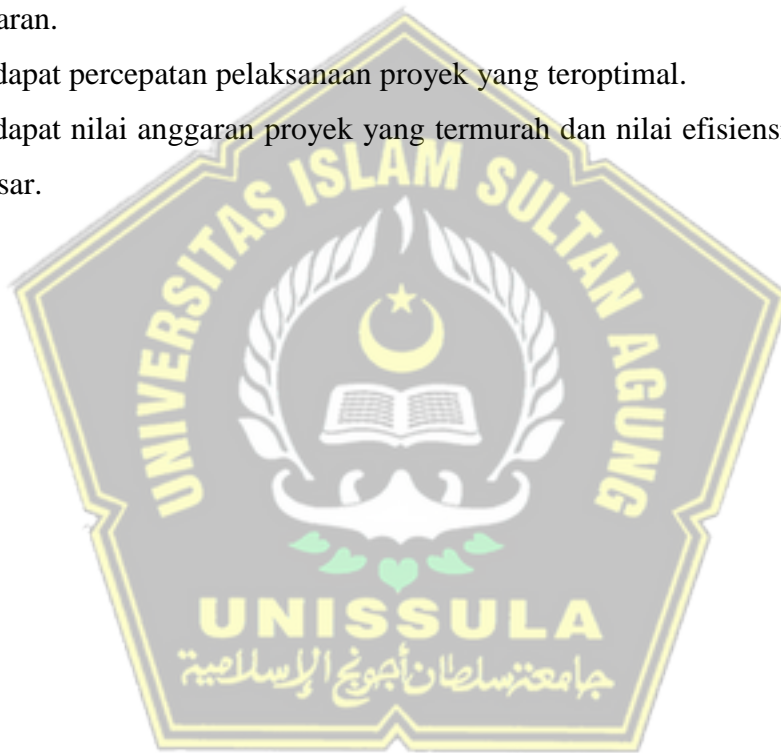 aran.
dapat percepatan pelaksanaan proyek yang teroptimal.
dapat nilai anggaran proyek yang termurah dan nilai efisiens
sar.
UNIVERSITAS ISLAM SULTAN AGUNG
UNISSULA
جامعة سلطان أجونج الإسلامية